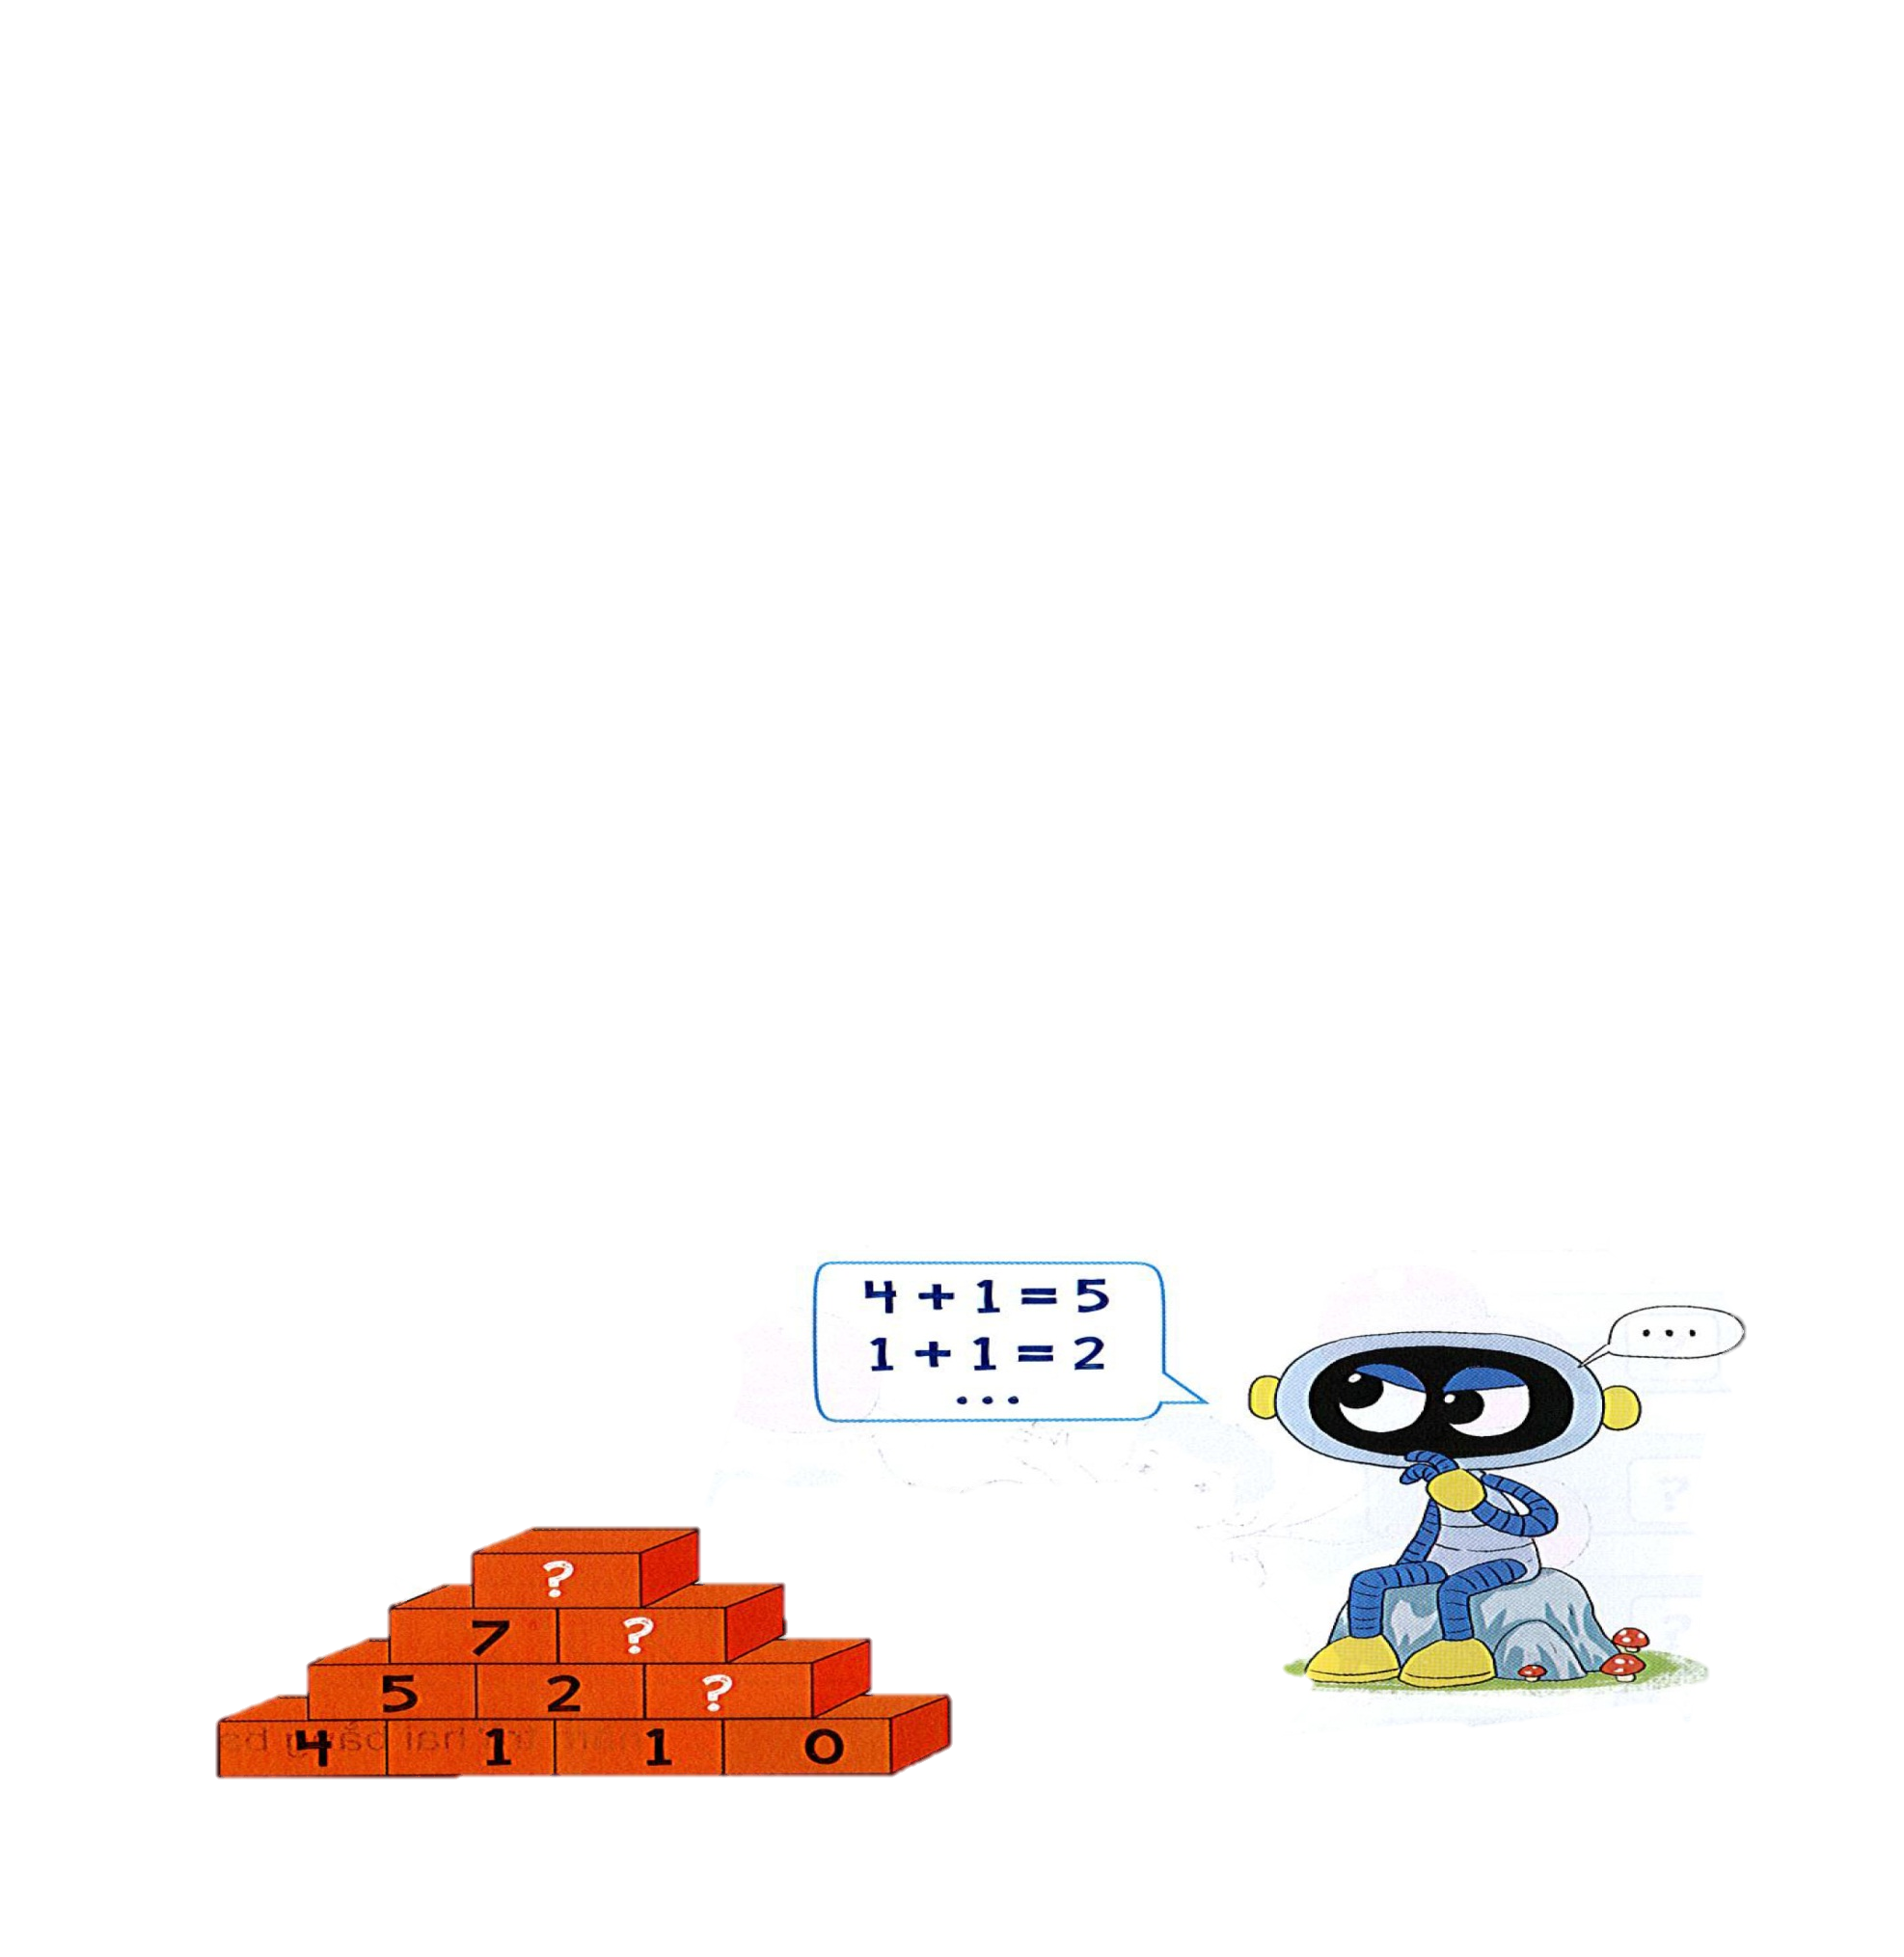 4 + 1 = 5
1 + 1 = 2
...
...
?
7 ?
5 2 ?
4 1 1 0